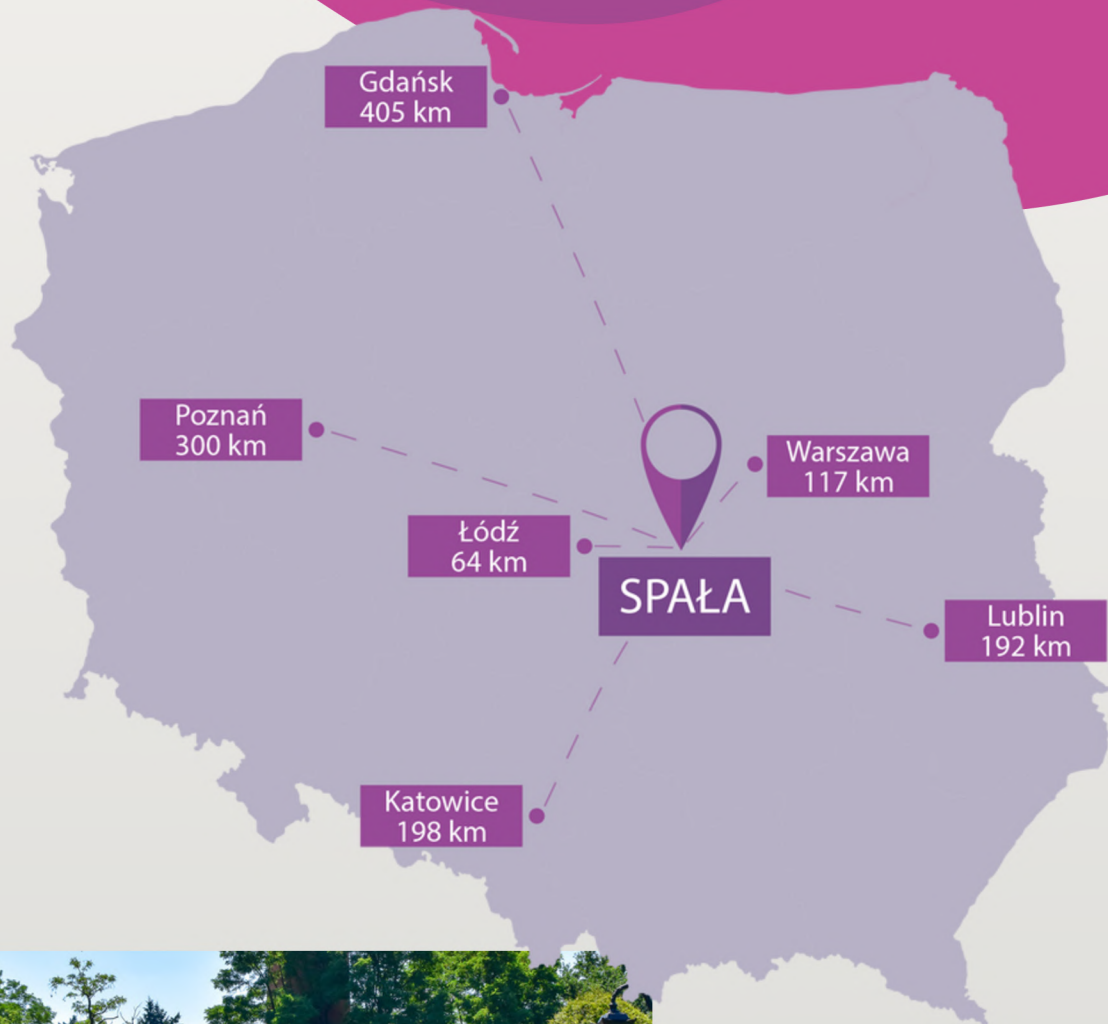 Gdańsk
405 km
Poznań
300 km
Warszawa
117 km
Łódź
64 km
SPAŁA
Lublin
192 km
Katowice
198 km